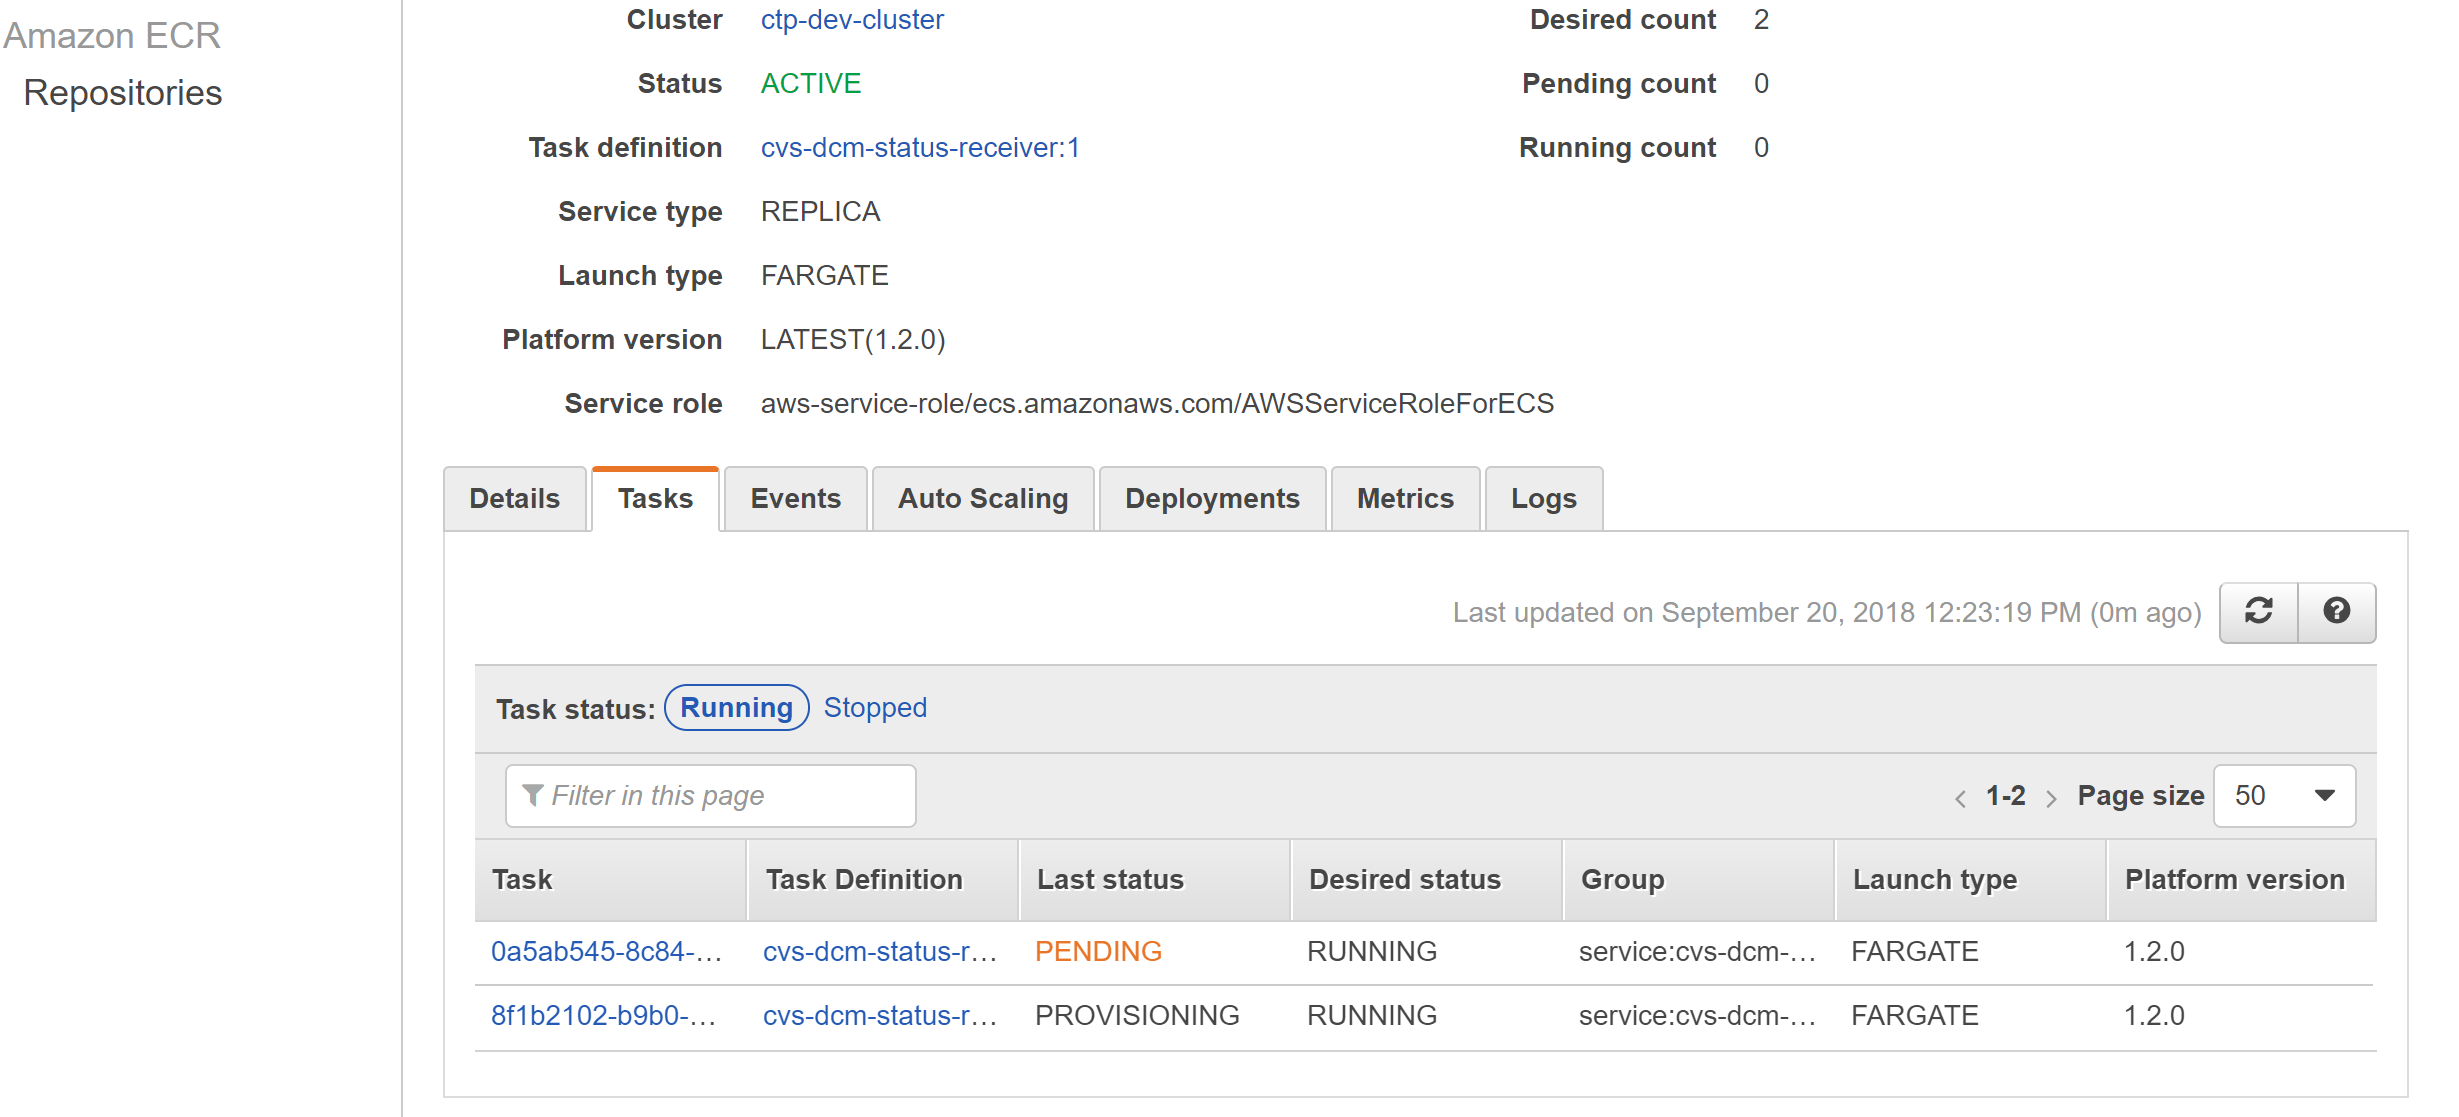 Amazon ECR
Repositories
Cluster ctp-dev-cluster Desired count 2
Status ACTIVE Pending count 0
Task definition cvs-dcm-status-receiver:1 Running count 0
Service type REPLICA
Launch type FARGATE
Platform version LATEST(1.2.0)
Service role aws-service-role/ecs.amazonaws.com/AWSServiceRoleForECS
Details Tasks Events Auto Scaling Deployments Metrics Logs
Last updated on September 20, 2018 12:23:19 PM (0m ago)
Task status: Running Stopped
Filter in this page 1-2 Page size 50
Task Task Definition Last status Desired status Group Launch type Platform version
0a5ab545-8c84-... cvs-dcm-status-r... PENDING RUNNING service:cvs-dcm-... FARGATE 1.2.0
8f1b2102-b9b0-... cvs-dcm-status-r... PROVISIONING RUNNING service:cvs-dcm-... FARGATE 1.2.0